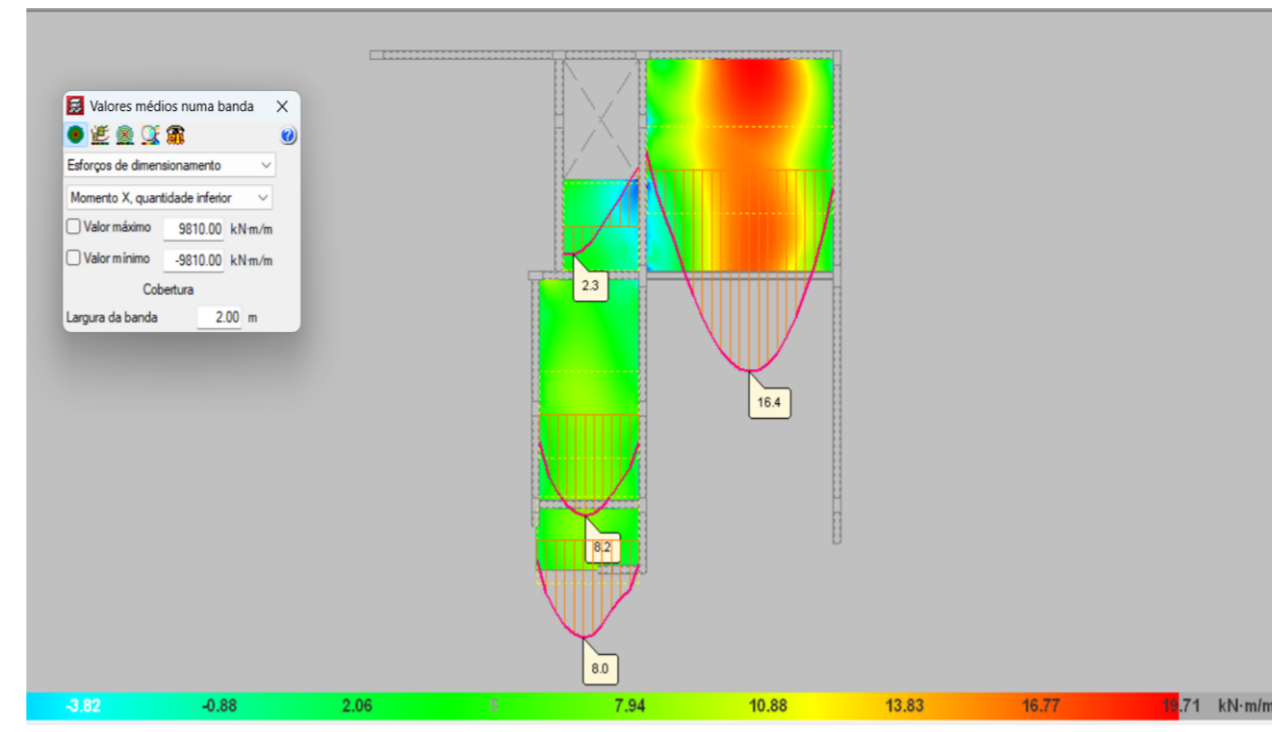 Valores médios numa banda
Esforços de dimensionamento
Momento X, quantidade inferior
Valor máximo 9810.00 kN·m/m
Valor mínimo -9810.00 kN·m/m
Cobertura
Largura da banda 2.00 m
2.3
16.4
8.2
8.0
-3.82 -0.88 2.06 7.94 10.88 13.83 16.77 19.71 kN·m/m